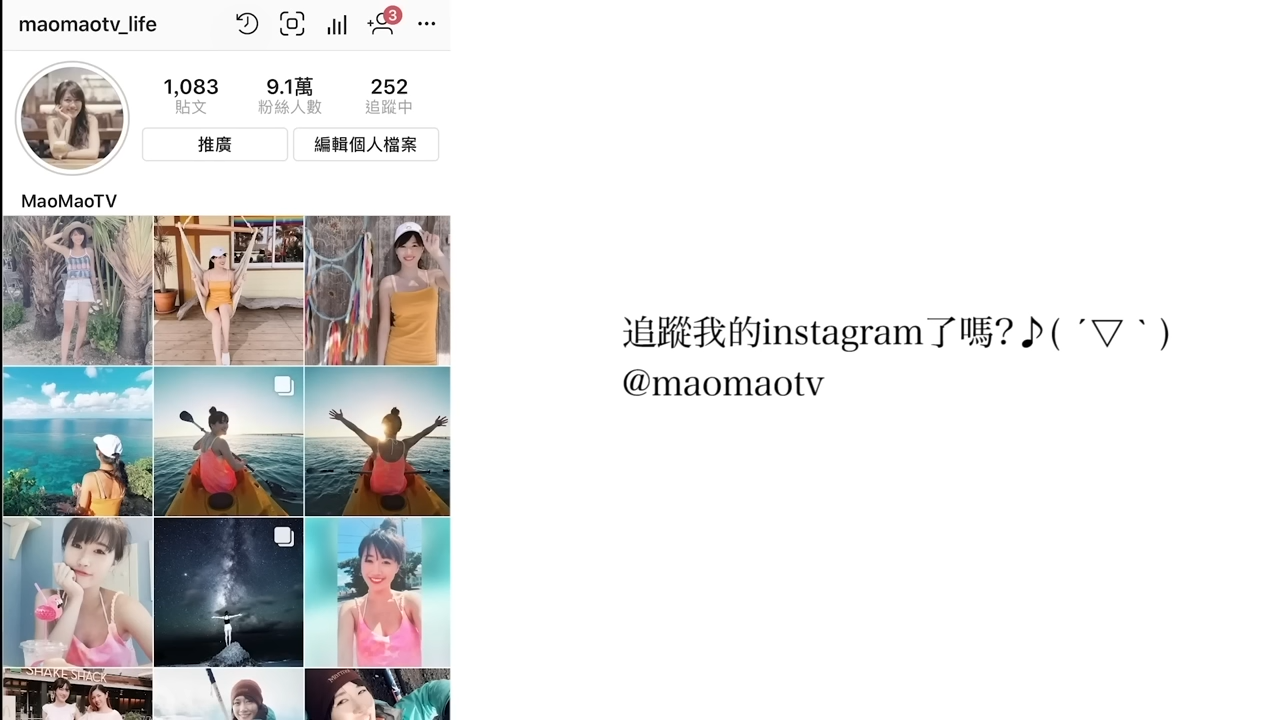 maomaotv_life
3
1,083
9.1萬
252
貼文
粉絲人數
追蹤中
推廣
編輯個人檔案
MaoMaoTV
SHAKE SHACK
追蹤我的instagram了嗎?♪( ´▽ ` )
@maomaotv